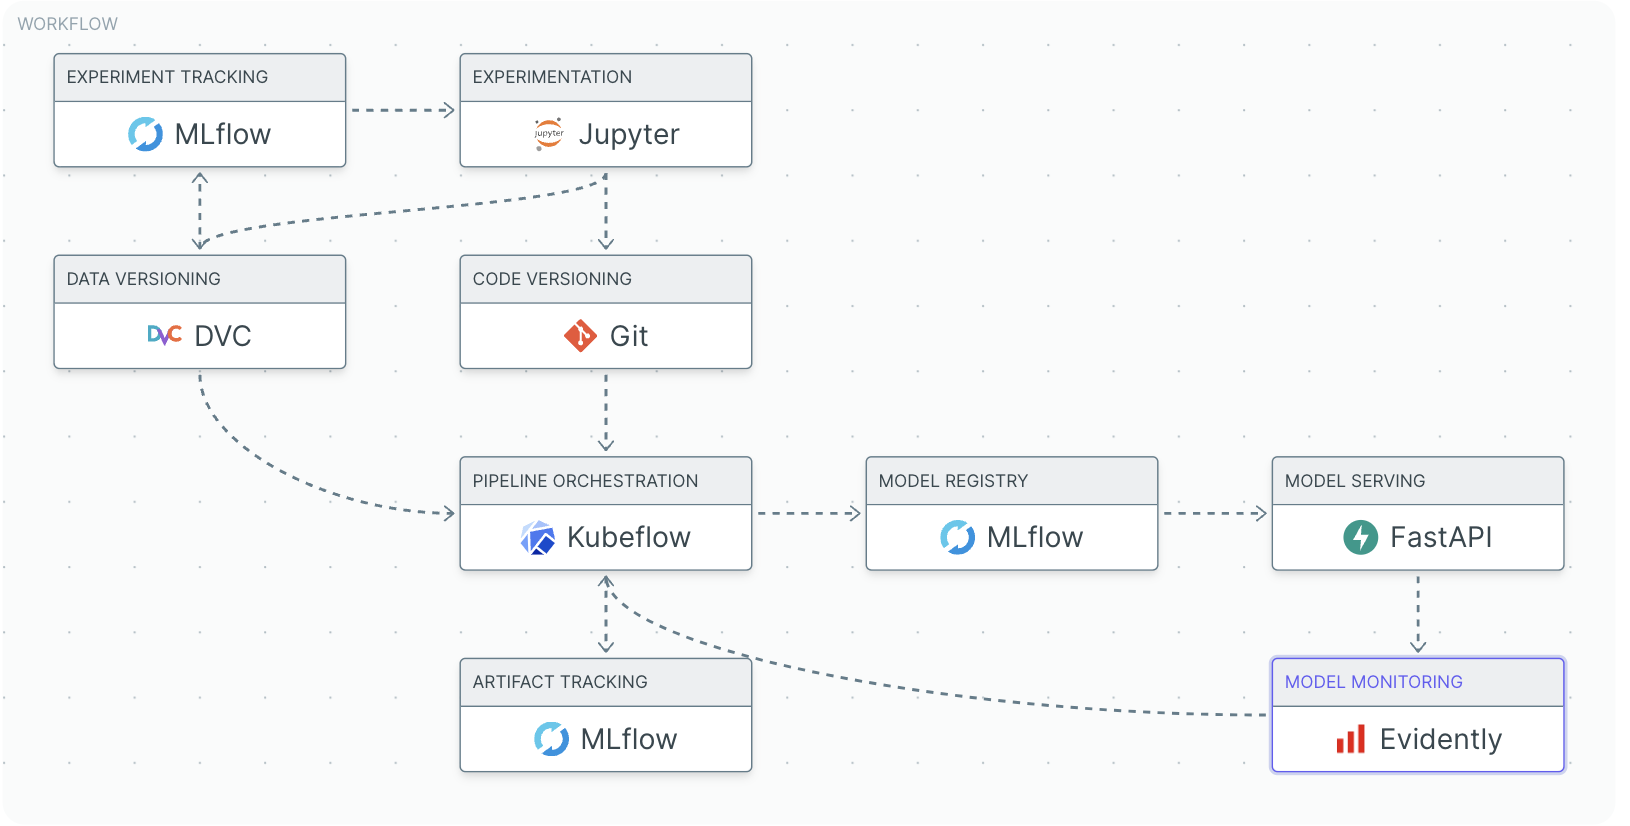 WORKFLOW
EXPERIMENT TRACKING
MLflow
EXPERIMENTATION
jupyter Jupyter
DATA VERSIONING
DVC DVC
CODE VERSIONING
Git
PIPELINE ORCHESTRATION
Kubeflow
MODEL REGISTRY
MLflow
MODEL SERVING
FastAPI
ARTIFACT TRACKING
MLflow
MODEL MONITORING
Evidently